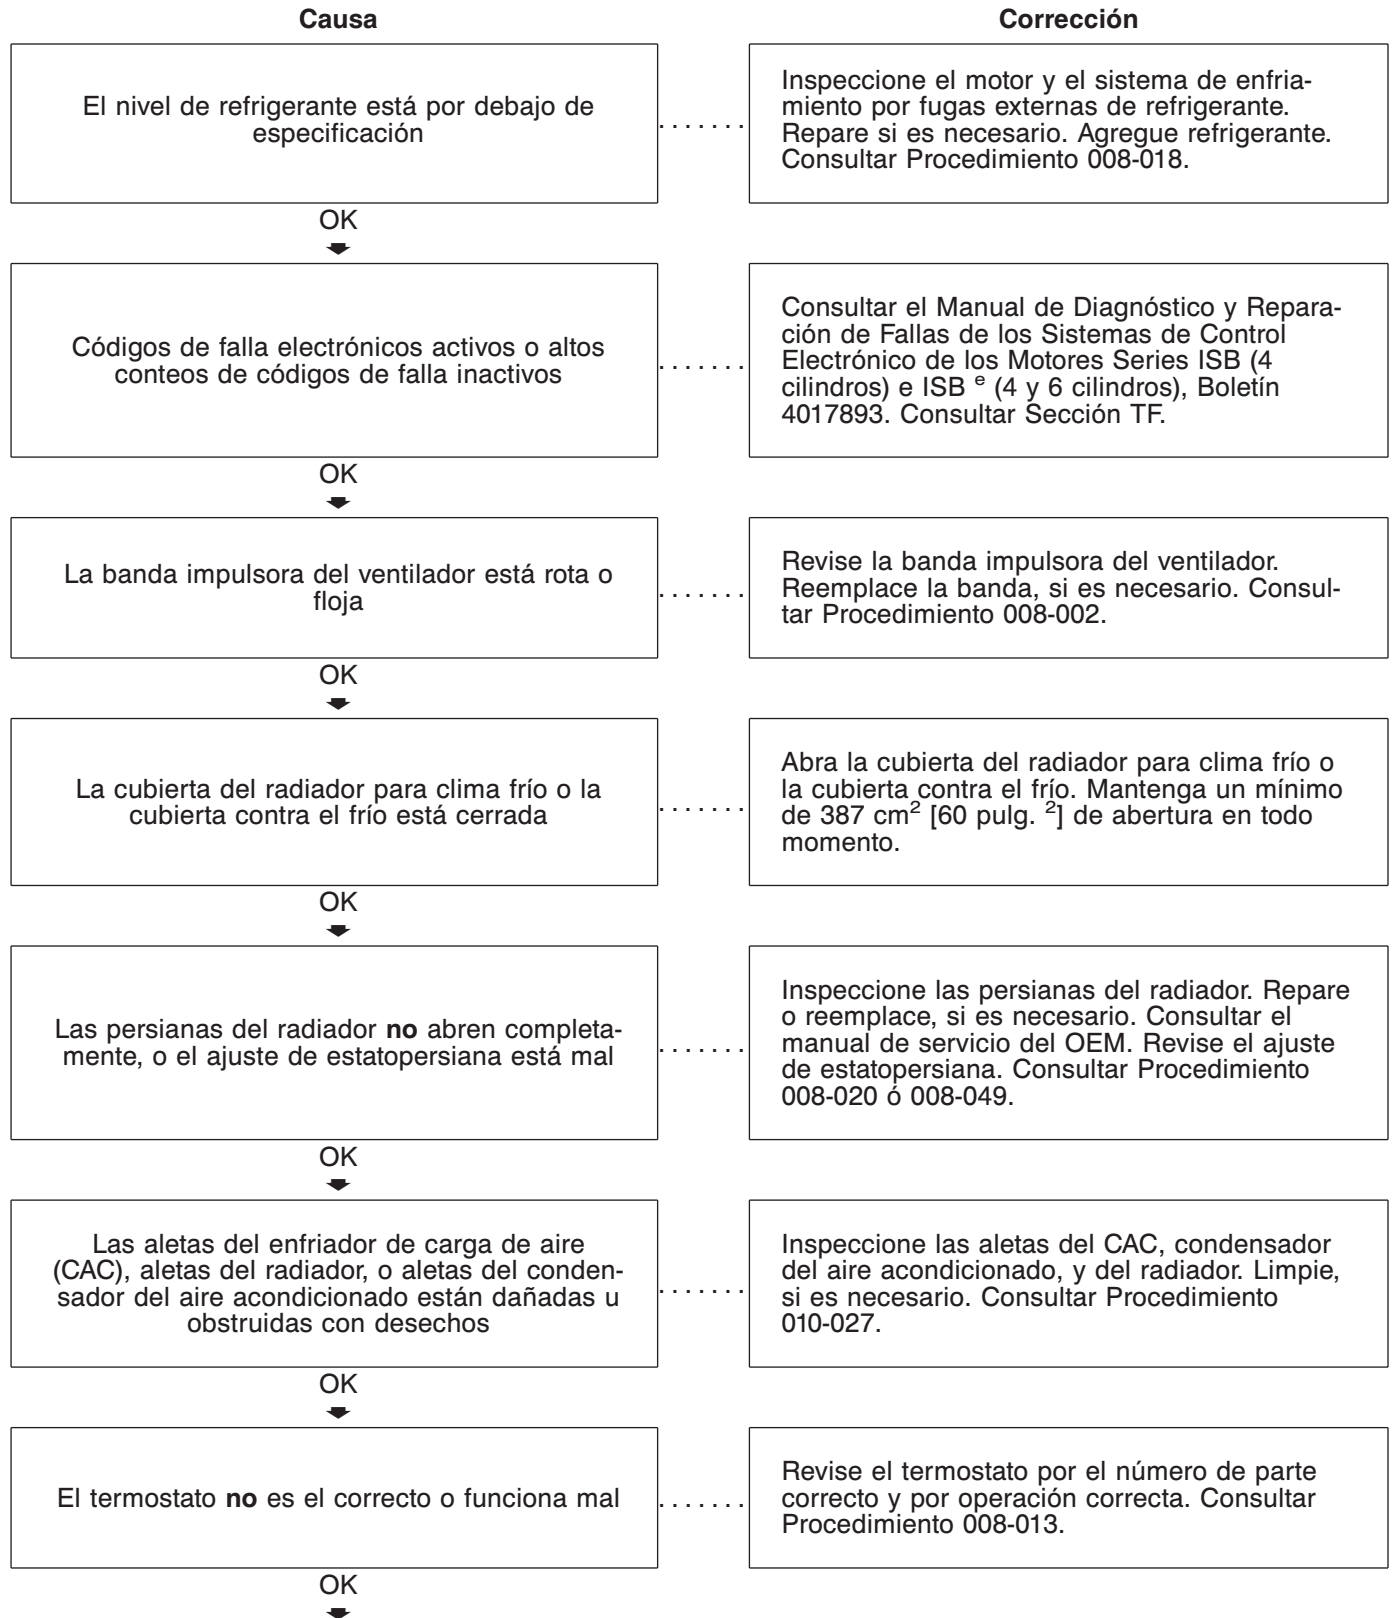 Causa
Corrección
El nivel de refrigerante está por debajo de
especificación
Inspeccione el motor y el sistema de enfria-
miento por fugas externas de refrigerante.
Repare si es necesario. Agregue refrigerante.
Consultar Procedimiento 008-018.
OK
Códigos de falla electrónicos activos o altos
conteos de códigos de falla inactivos
Consultar el Manual de Diagnóstico y Repara-
ción de Fallas de los Sistemas de Control
Electrónico de los Motores Series ISB (4
cilindros) e ISB ᵉ (4 y 6 cilindros), Boletín
4017893. Consultar Sección TF.
OK
La banda impulsora del ventilador está rota o
floja
Revise la banda impulsora del ventilador.
Reemplace la banda, si es necesario. Consul-
tar Procedimiento 008-002.
OK
La cubierta del radiador para clima frío o la
cubierta contra el frío está cerrada
Abra la cubierta del radiador para clima frío o
la cubierta contra el frío. Mantenga un mínimo
de 387 cm² [60 pulg. ²] de abertura en todo
momento.
OK
Las persianas del radiador no abren completa-
mente, o el ajuste de estatopersiana está mal
Inspeccione las persianas del radiador. Repare
o reemplace, si es necesario. Consultar el
manual de servicio del OEM. Revise el ajuste
de estatopersiana. Consultar Procedimiento
008-020 ó 008-049.
OK
Las aletas del enfriador de carga de aire
(CAC), aletas del radiador, o aletas del conden-
sador del aire acondicionado están dañadas u
obstruidas con desechos
Inspeccione las aletas del CAC, condensador
del aire acondicionado, y del radiador. Limpie,
si es necesario. Consultar Procedimiento
010-027.
OK
El termostato no es el correcto o funciona mal
Revise el termostato por el número de parte
correcto y por operación correcta. Consultar
Procedimiento 008-013.
OK